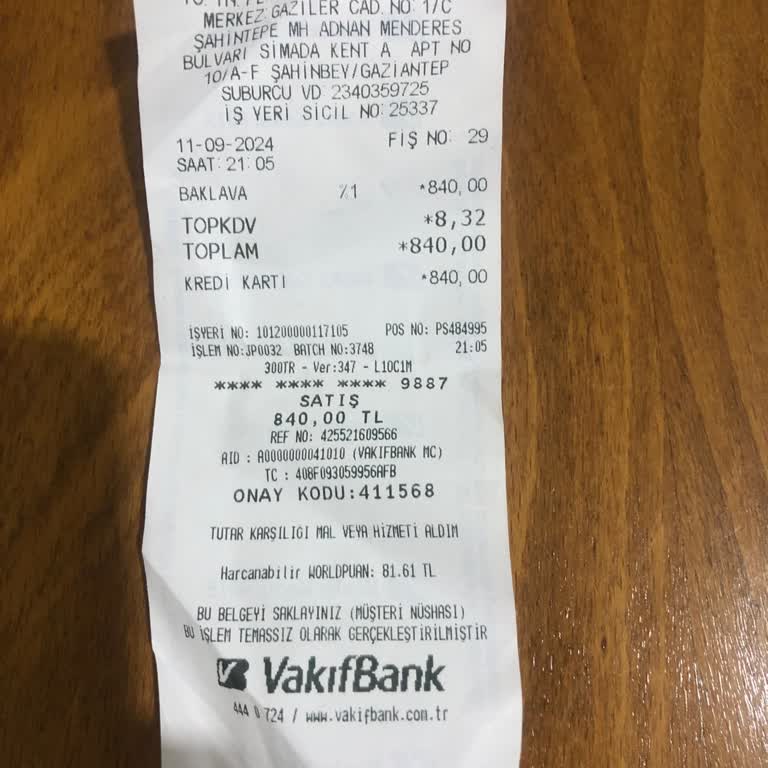 MERKEZ: GAZİLER CAD. NO: 17/C
ŞAHİNTEPE MH ADNAN MENDERES
BULVARI SİMADA KENT A APT NO
10/A-F ŞAHİNBEY/GAZİANTEP
SUBURCU VD 2340359725
İŞ YERİ SİCİL NO: 25337
11-09-2024 FİŞ NO: 29
SAAT: 21:05
BAKLAVA %1 *840,00
TOPKDV *8,32
TOPLAM *840,00
KREDİ KARTI *840,00
İŞYERİ NO: 101200000117105 POS NO: PS484995
İŞLEM NO:JP0032 BATCH NO:3748 21:05
300TR - Ver:347 - L10C1M
**** **** **** 9887
SATIŞ
840,00 TL
REF NO: 425521609566
AID : A0000000041010 (VAKIFBANK MC)
TC : 408F093059956AFB
ONAY KODU:411568
TUTAR KARŞILIĞI MAL VEYA HİZMETİ ALDIM
Harcanabilir WORLDPUAN: 81.61 TL
BU BELGEYİ SAKLAYINIZ (MÜŞTERİ NÜSHASI)
BU İŞLEM TEMASSIZ OLARAK GERÇEKLEŞTİRİLMİŞTİR
VakıfBank
444 0 724 / www.vakifbank.com.tr